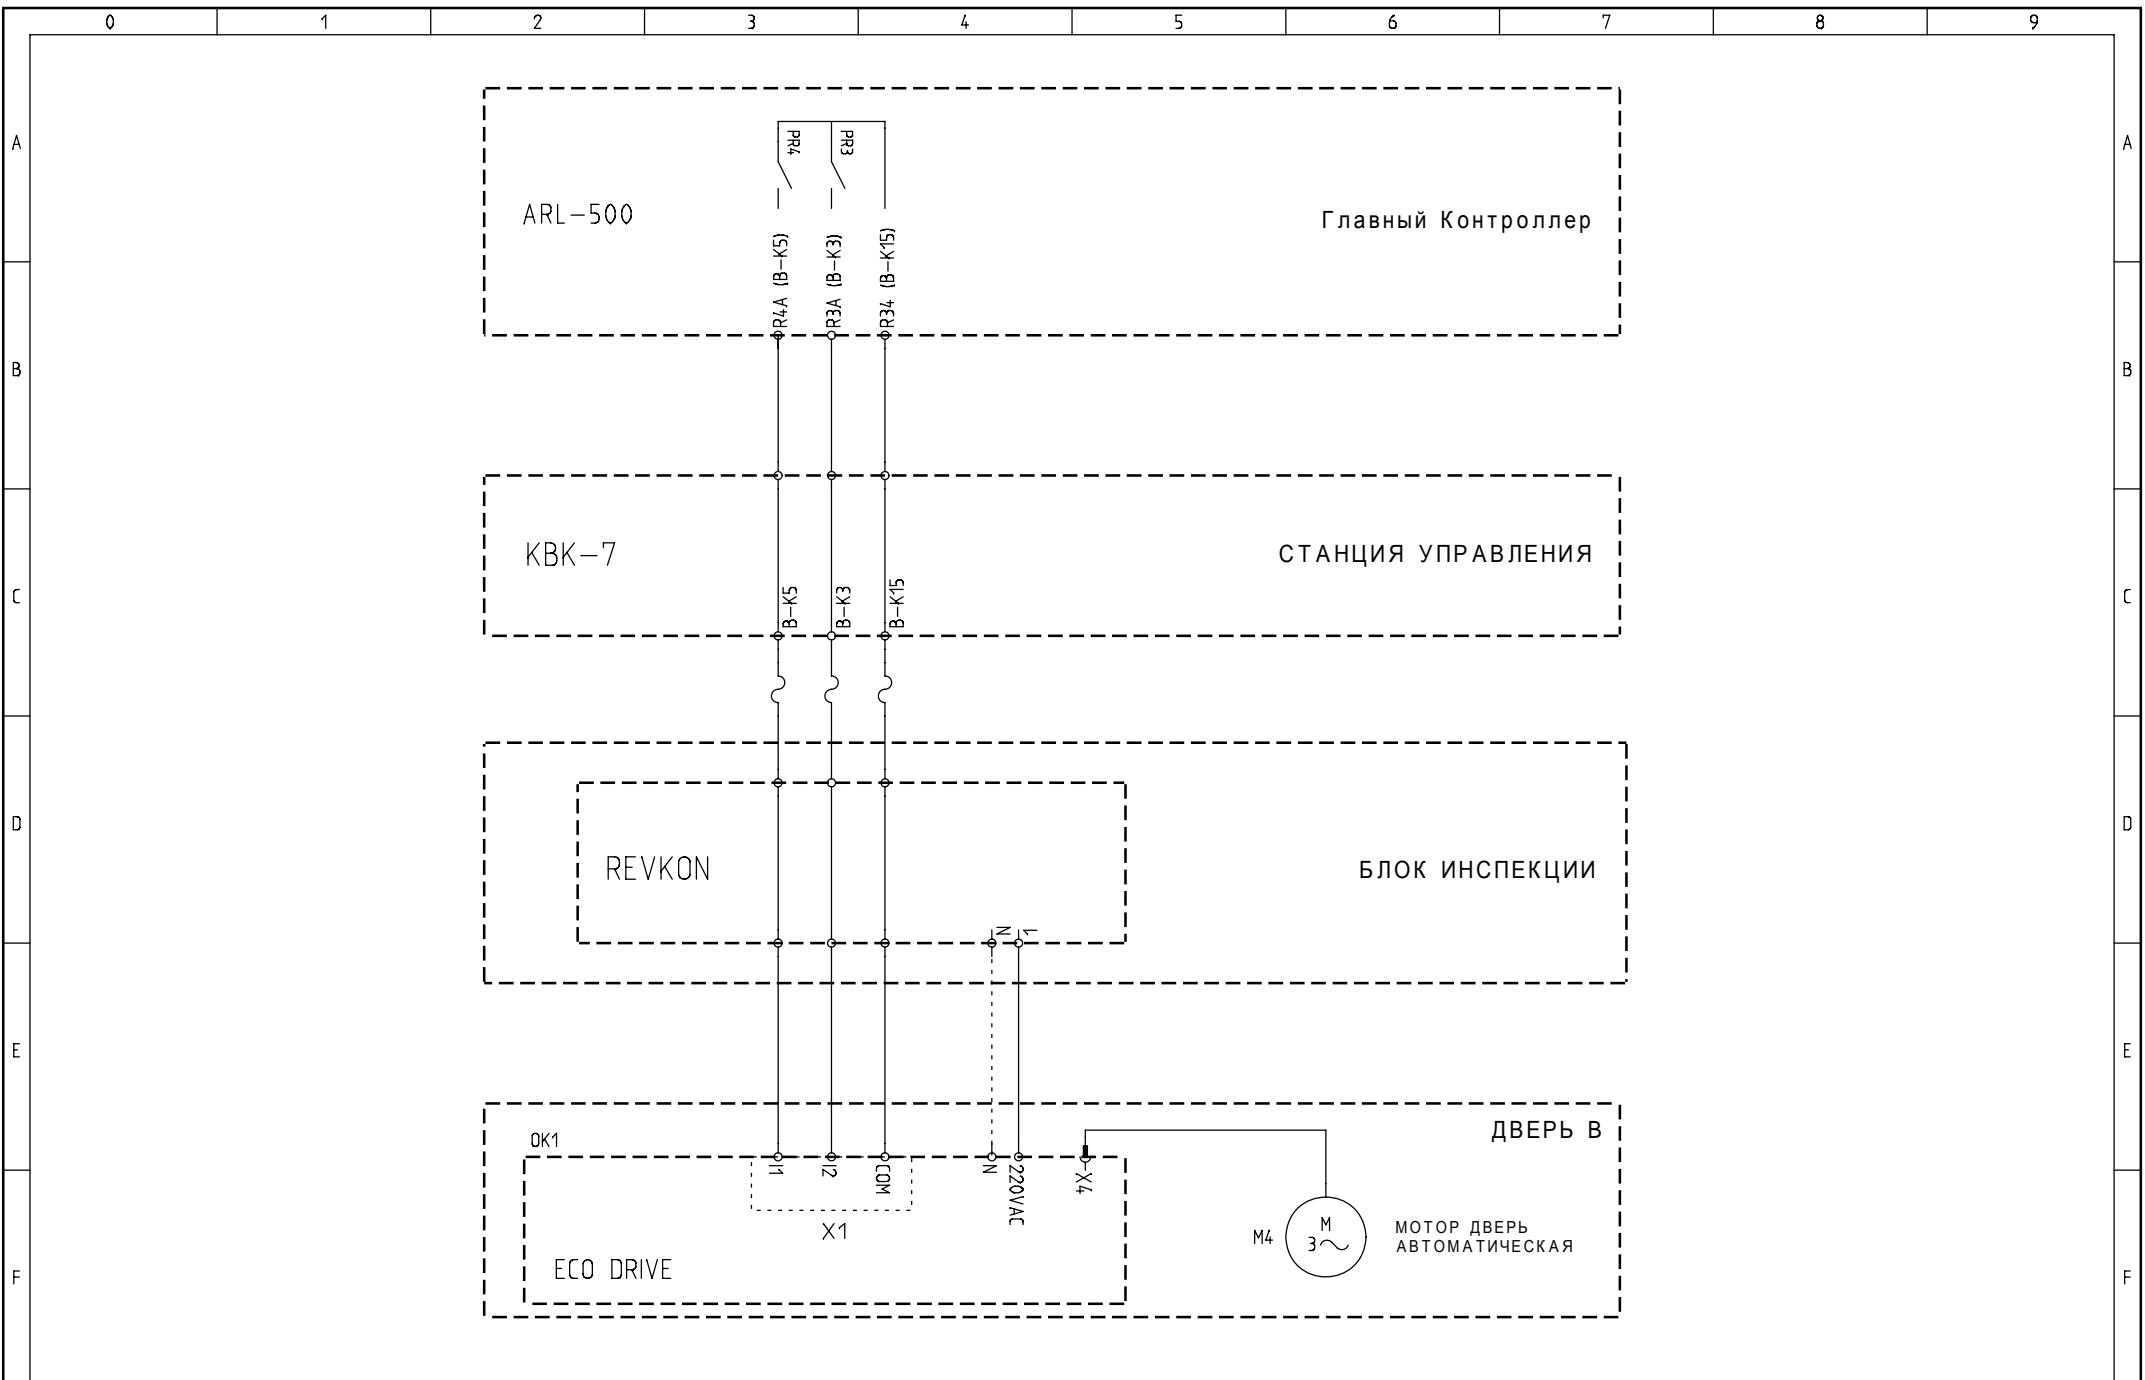 0 1 2 3 4 5 6 7 8 9
A A
PR4 PR3
ARL-500
Главный Контроллер
R4A (B-K5)
R3A (B-K3)
R34 (B-K15)
B B
KBK-7
СТАНЦИЯ УПРАВЛЕНИЯ
C C
B-K5
B-K3
B-K15
D D
REVKON
БЛОК ИНСПЕКЦИИ
N 1
E E
ДВЕРЬ В
OK1
I1 I2 COM N 220VAC -X4
X1
M4
M
3~
МОТОР ДВЕРЬ
АВТОМАТИЧЕСКАЯ
ECO DRIVE
F F